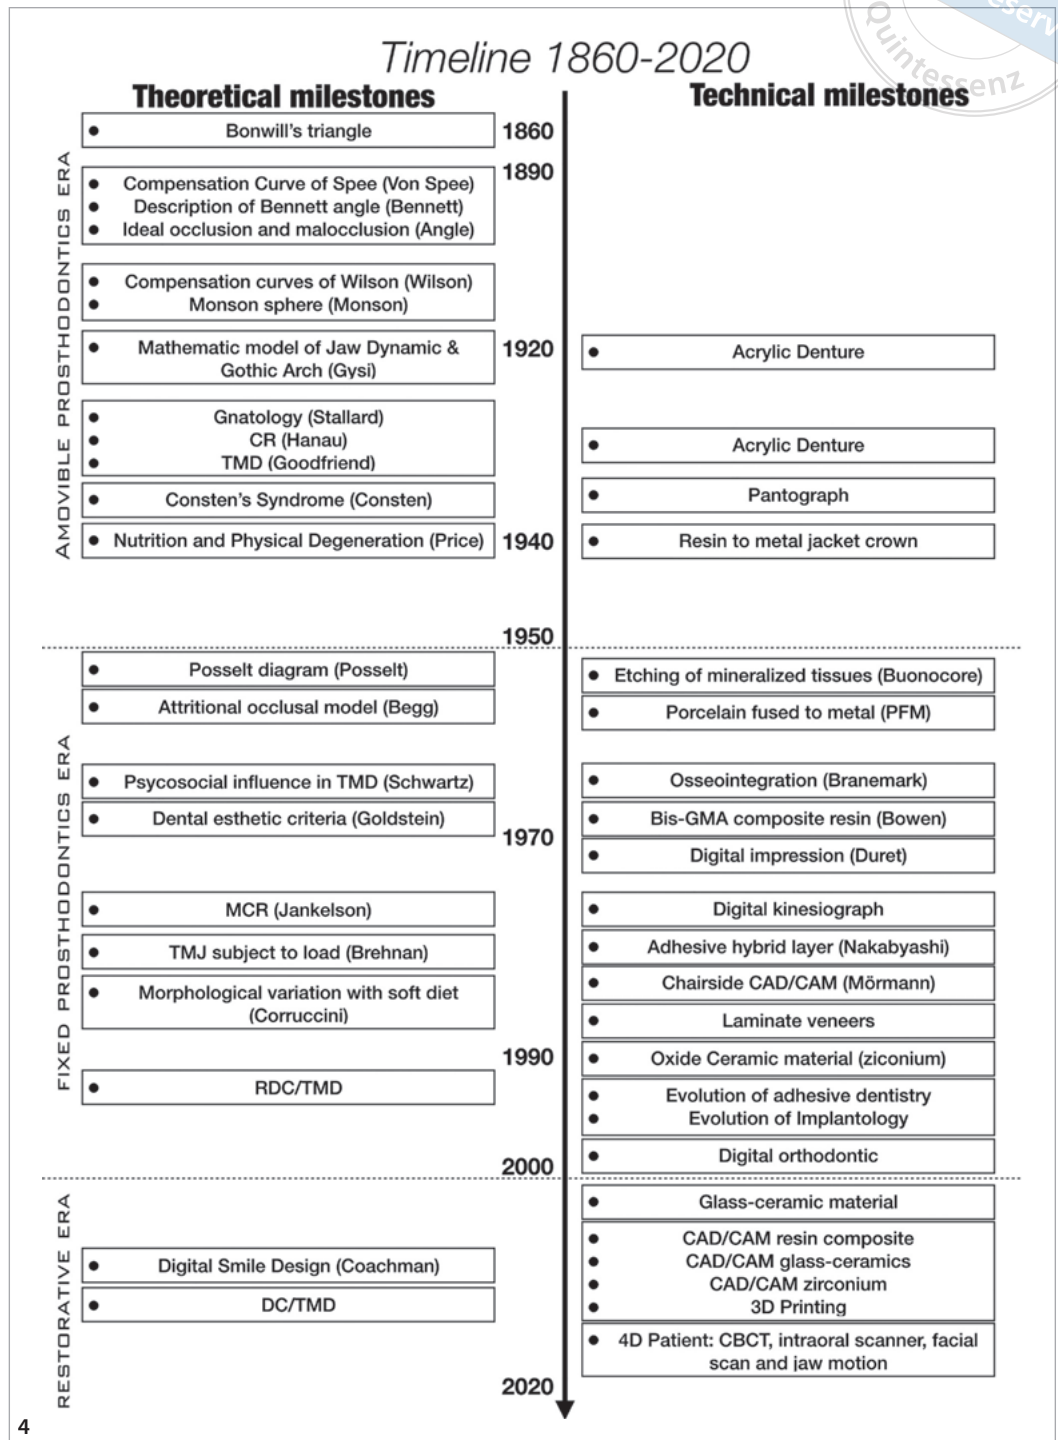 Quintessenz
Timeline 1860-2020
Theoretical milestones
Technical milestones
AMOVIBLE PROSTHODONTICS ERA
1860
• Bonwill's triangle
1890
• Compensation Curve of Spee (Von Spee)
• Description of Bennett angle (Bennett)
• Ideal occlusion and malocclusion (Angle)
• Compensation curves of Wilson (Wilson)
• Monson sphere (Monson)
• Mathematic model of Jaw Dynamic &
Gothic Arch (Gysi)
1920
• Acrylic Denture
• Gnatology (Stallard)
• CR (Hanau)
• TMD (Goodfriend)
• Acrylic Denture
• Consten's Syndrome (Consten)
• Pantograph
• Nutrition and Physical Degeneration (Price)
1940
• Resin to metal jacket crown
1950
FIXED PROSTHODONTICS ERA
• Posselt diagram (Posselt)
• Etching of mineralized tissues (Buonocore)
• Attritional occlusal model (Begg)
• Porcelain fused to metal (PFM)
• Psycosocial influence in TMD (Schwartz)
• Osseointegration (Branemark)
• Dental esthetic criteria (Goldstein)
• Bis-GMA composite resin (Bowen)
1970
• Digital impression (Duret)
• MCR (Jankelson)
• Digital kinesiograph
• TMJ subject to load (Brehnan)
• Adhesive hybrid layer (Nakabyashi)
• Morphological variation with soft diet
(Corruccini)
• Chairside CAD/CAM (Mörmann)
• Laminate veneers
1990
• Oxide Ceramic material (ziconium)
• RDC/TMD
• Evolution of adhesive dentistry
• Evolution of Implantology
• Digital orthodontic
2000
RESTORATIVE ERA
• Glass-ceramic material
• Digital Smile Design (Coachman)
• DC/TMD
• CAD/CAM resin composite
• CAD/CAM glass-ceramics
• CAD/CAM zirconium
• 3D Printing
• 4D Patient: CBCT, intraoral scanner, facial
scan and jaw motion
2020
4